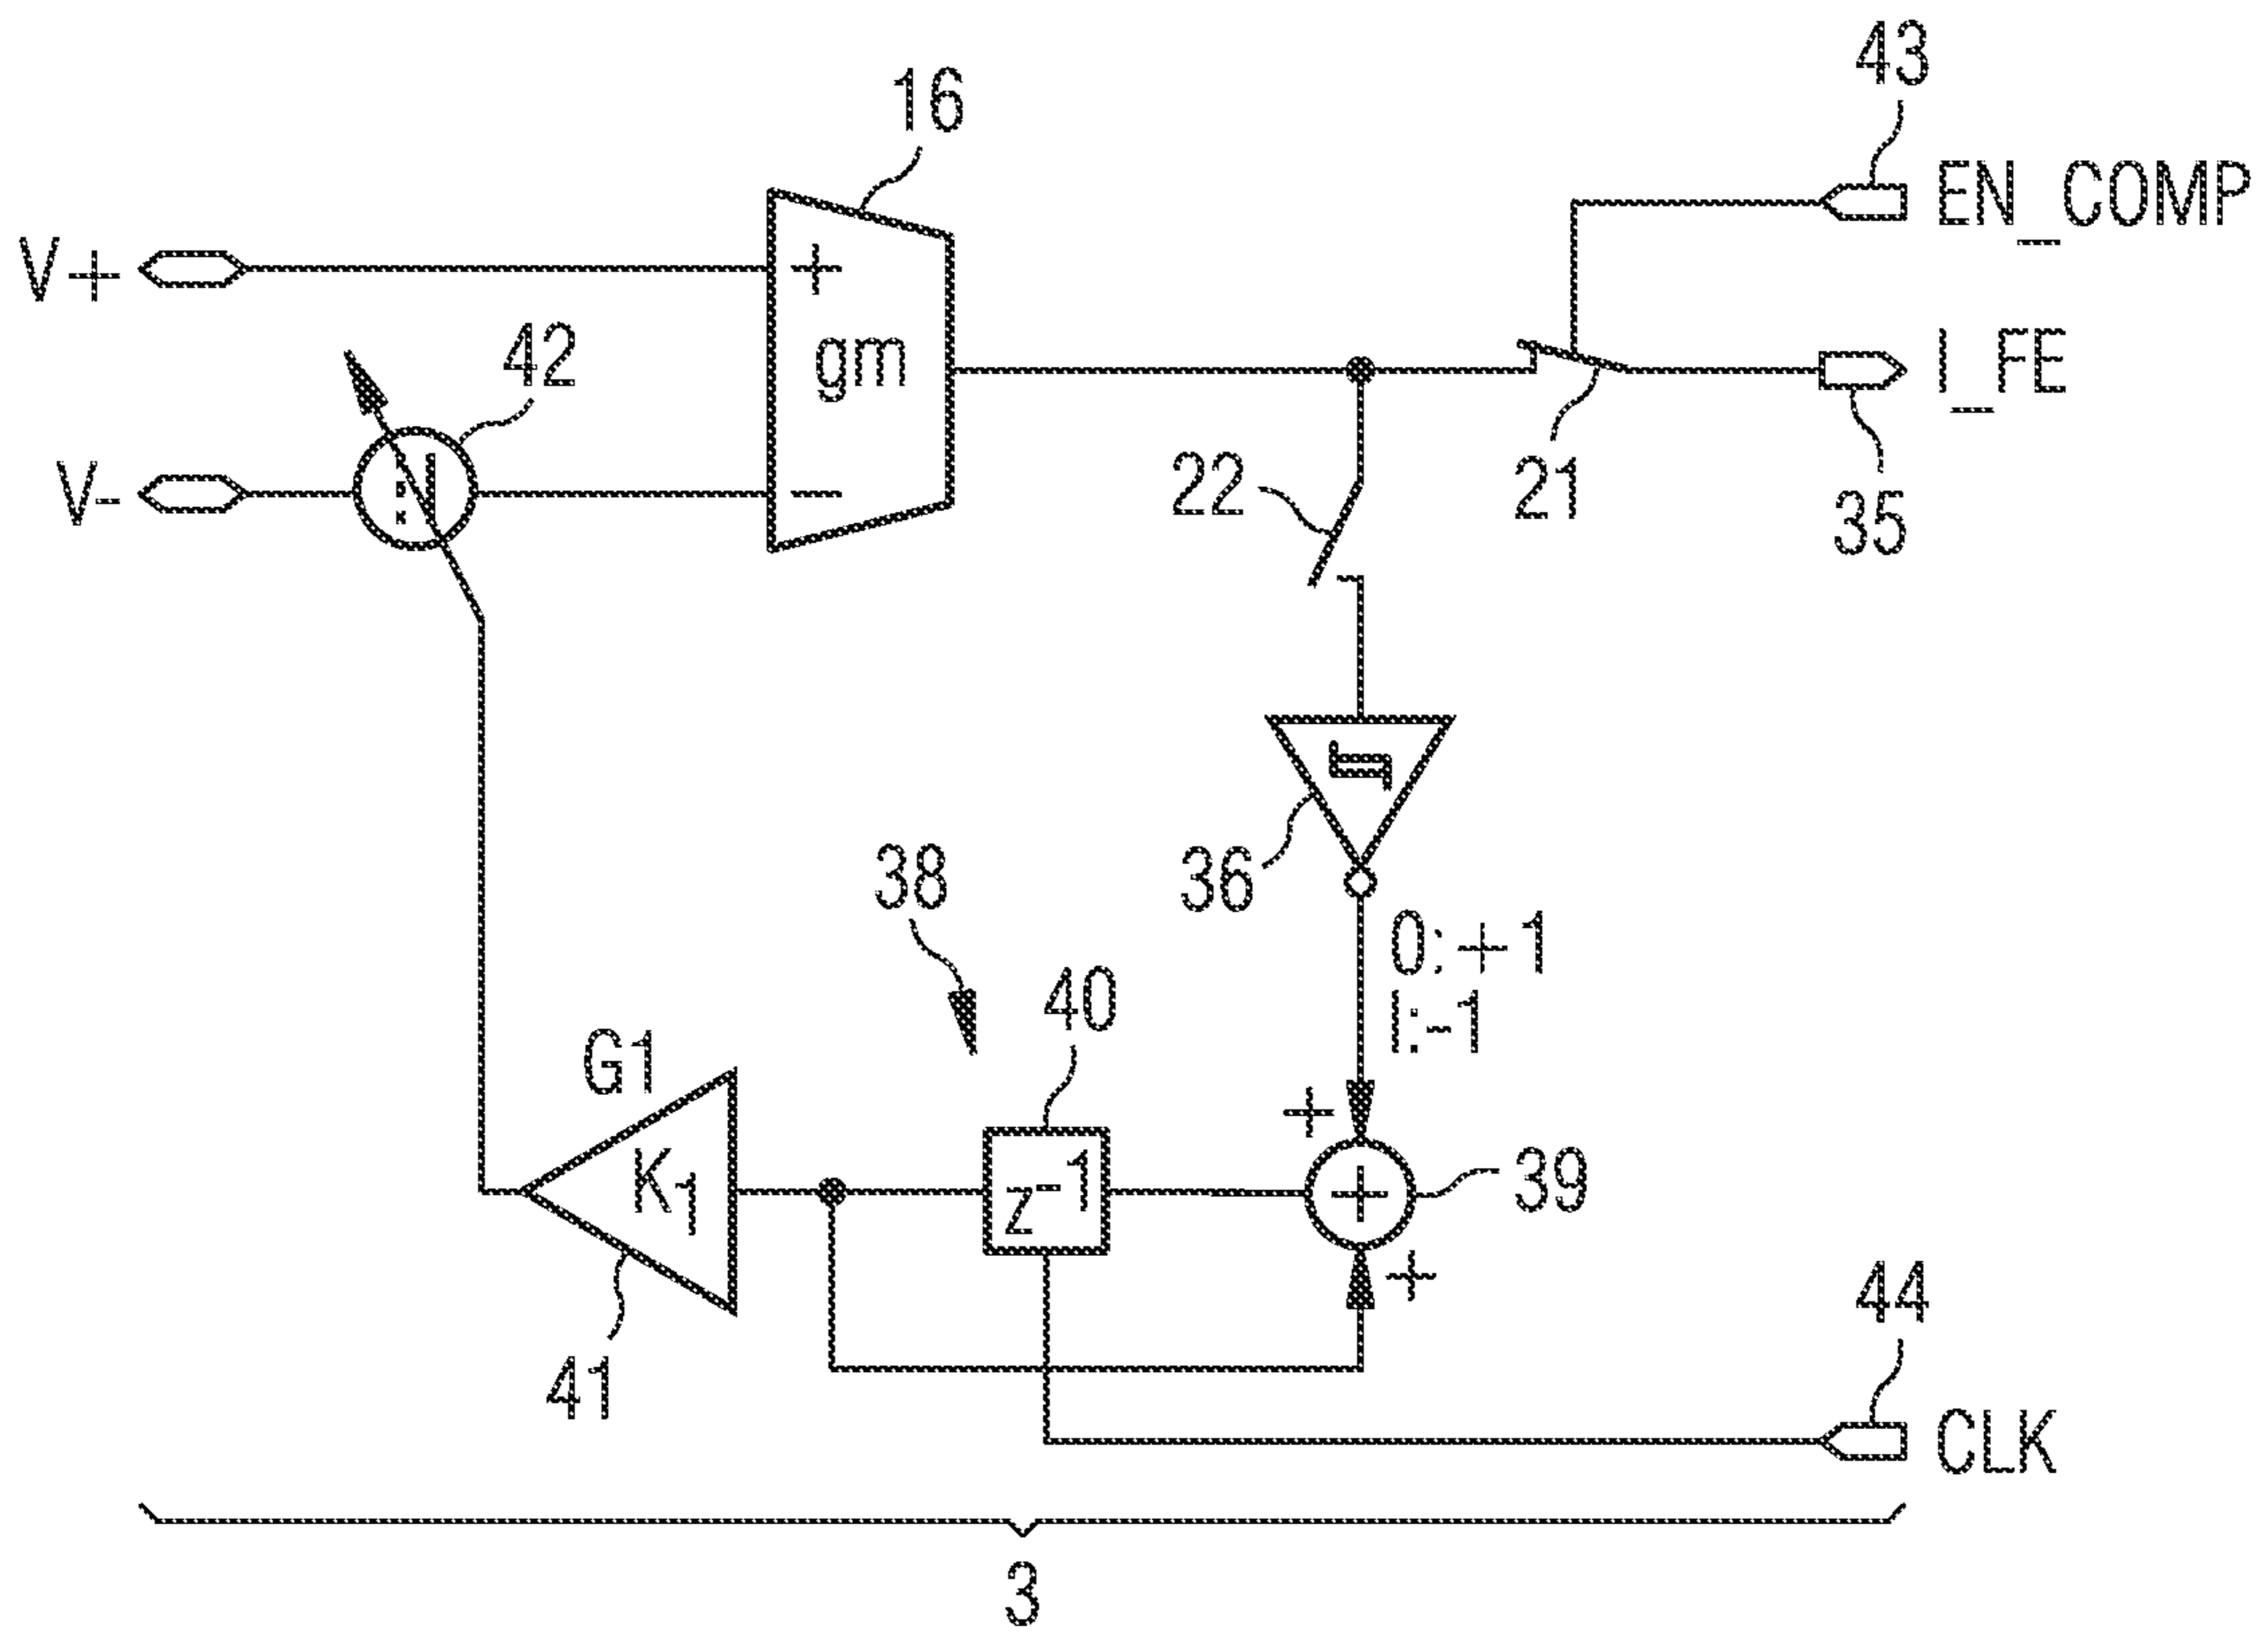 43
16
EN_COMP
V+
+
42
gm
I_FE
V-
−
22
21
35
36
38
0:+1
I:-1
40
G1
+
K1
z-1
+
39
+
44
41
CLK
3